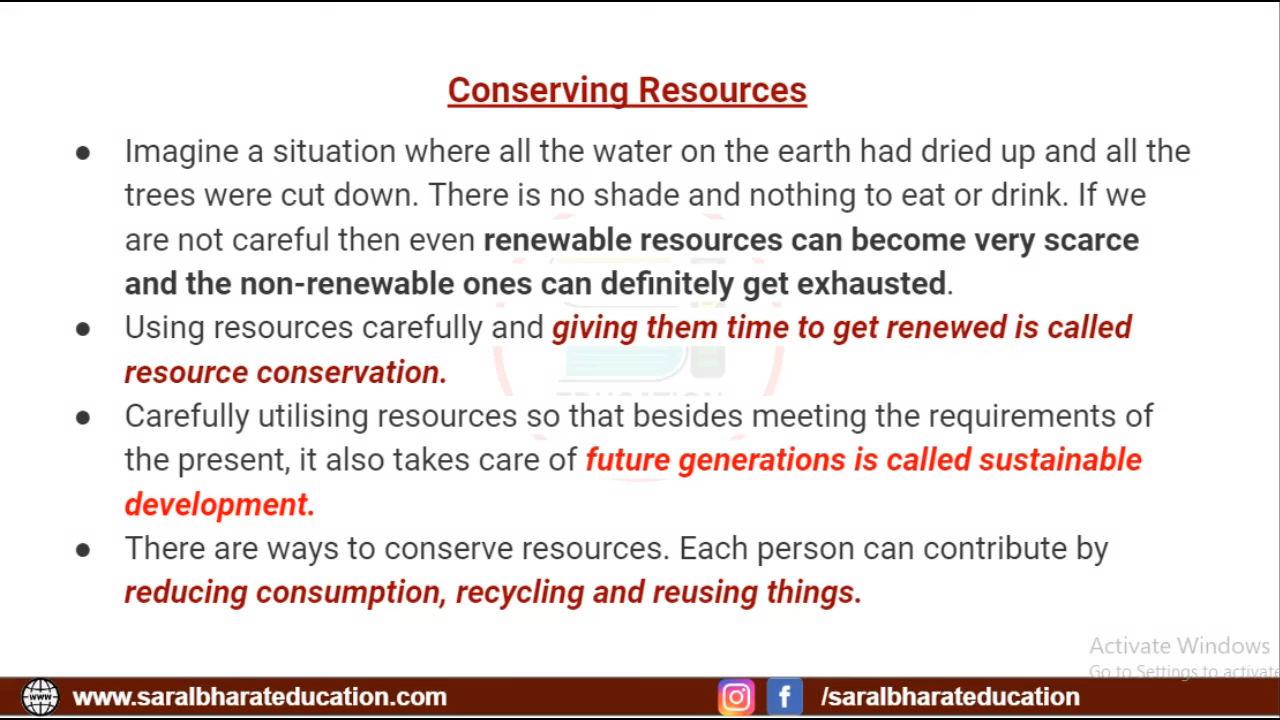 Conserving Resources
● Imagine a situation where all the water on the earth had dried up and all the
trees were cut down. There is no shade and nothing to eat or drink. If we
are not careful then even renewable resources can become very scarce
and the non-renewable ones can definitely get exhausted.
● Using resources carefully and giving them time to get renewed is called
resource conservation.
● Carefully utilising resources so that besides meeting the requirements of
the present, it also takes care of future generations is called sustainable
development.
● There are ways to conserve resources. Each person can contribute by
reducing consumption, recycling and reusing things.
Activate Windows
Go to Settings to activate
www.saralbharateducation.com
/saralbharateducation